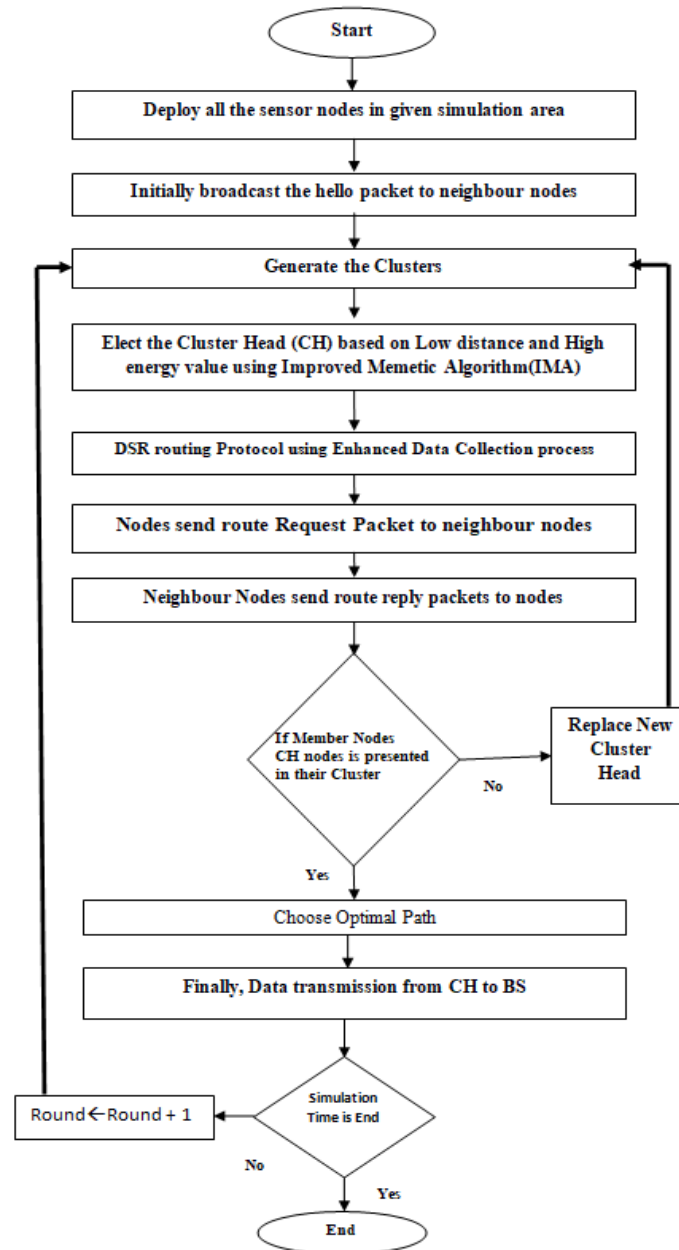 Start
Deploy all the sensor nodes in given simulation area
Initially broadcast the hello packet to neighbour nodes
Generate the Clusters
Elect the Cluster Head (CH) based on Low distance and High
energy value using Improved Memetic Algorithm(IMA)
DSR routing Protocol using Enhanced Data Collection process
Nodes send route Request Packet to neighbour nodes
Neighbour Nodes send route reply packets to nodes
If Member Nodes
CH nodes is presented
in their Cluster
No
Replace New
Cluster
Head
Yes
Choose Optimal Path
Finally, Data transmission from CH to BS
Simulation
Time is End
Round←Round + 1
No
Yes
End